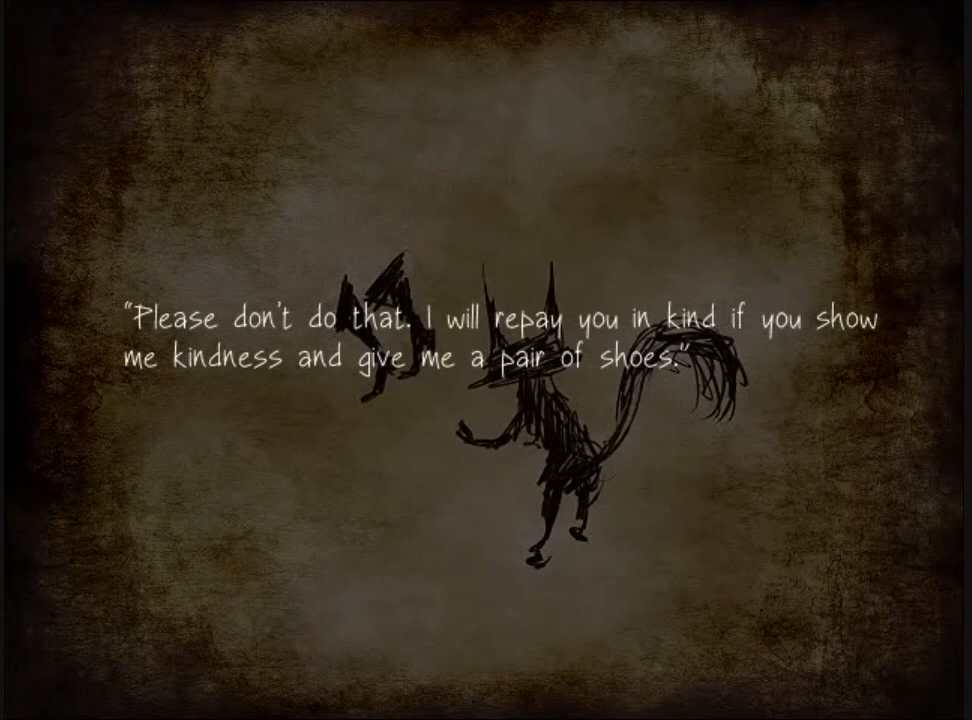 "Please don't do that. I will repay you in kind if you show
me kindness and give me a pair of shoes."